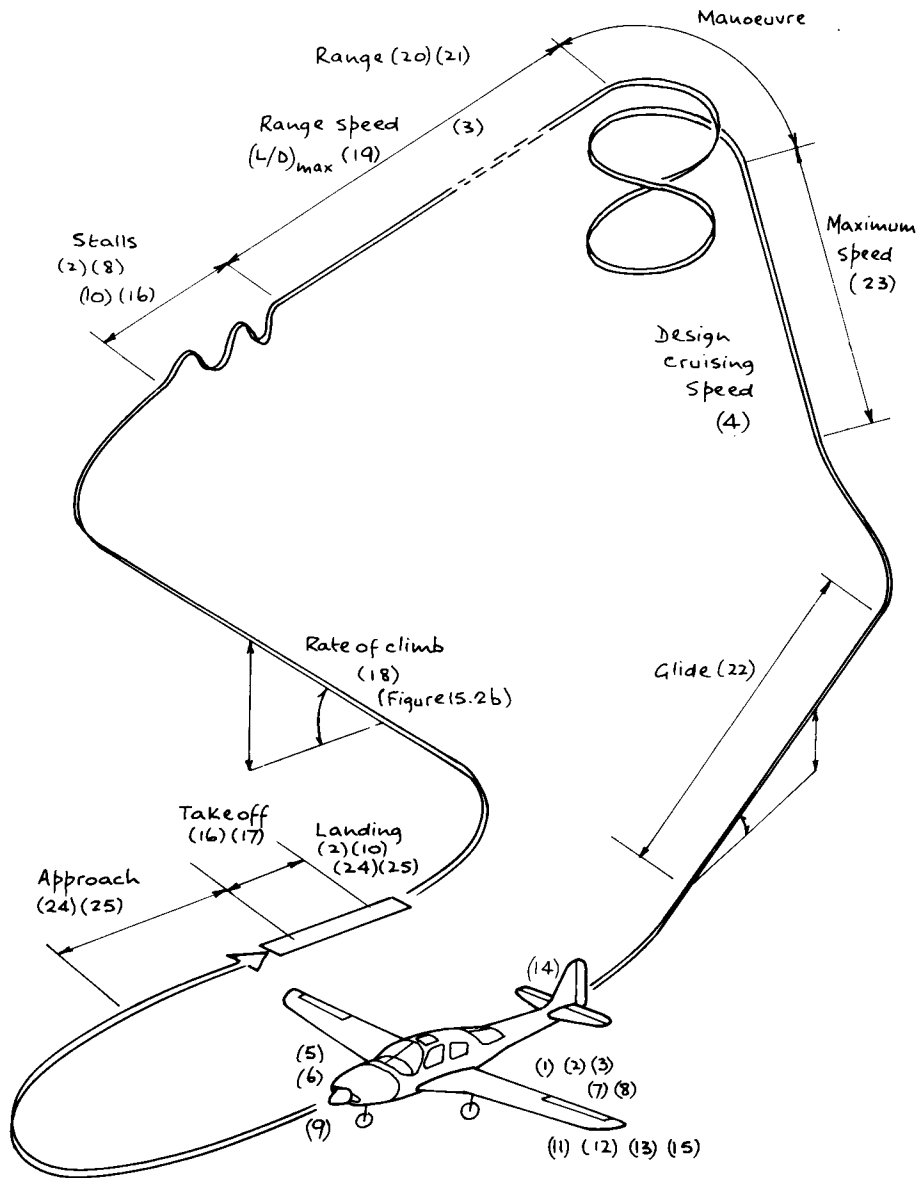 Manoeuvre
Range (20)(21)
Range speed
(L/D)max (19)
(3)
Stalls
(2)(8)
(10)(16)
Maximum
speed
(23)
Design
cruising
Speed
(4)
Rate of climb
(18)
(Figure 15.2b)
Glide (22)
Takeoff
(16)(17)
Landing
(2)(10)
(24)(25)
Approach
(24)(25)
(14)
(5)
(6)
(1) (2) (3)
(7) (8)
(9)
(11) (12) (13) (15)